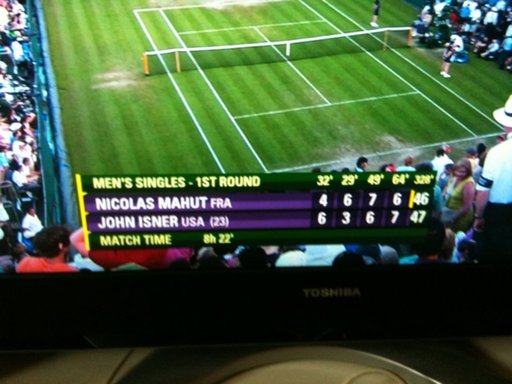 MEN'S SINGLES - 1ST ROUND 32' 29' 49' 64' 328'
NICOLAS MAHUT FRA 4 6 7 6 46
JOHN ISNER USA (23) 6 3 6 7 47
MATCH TIME 8h 22'
TOSHIBA